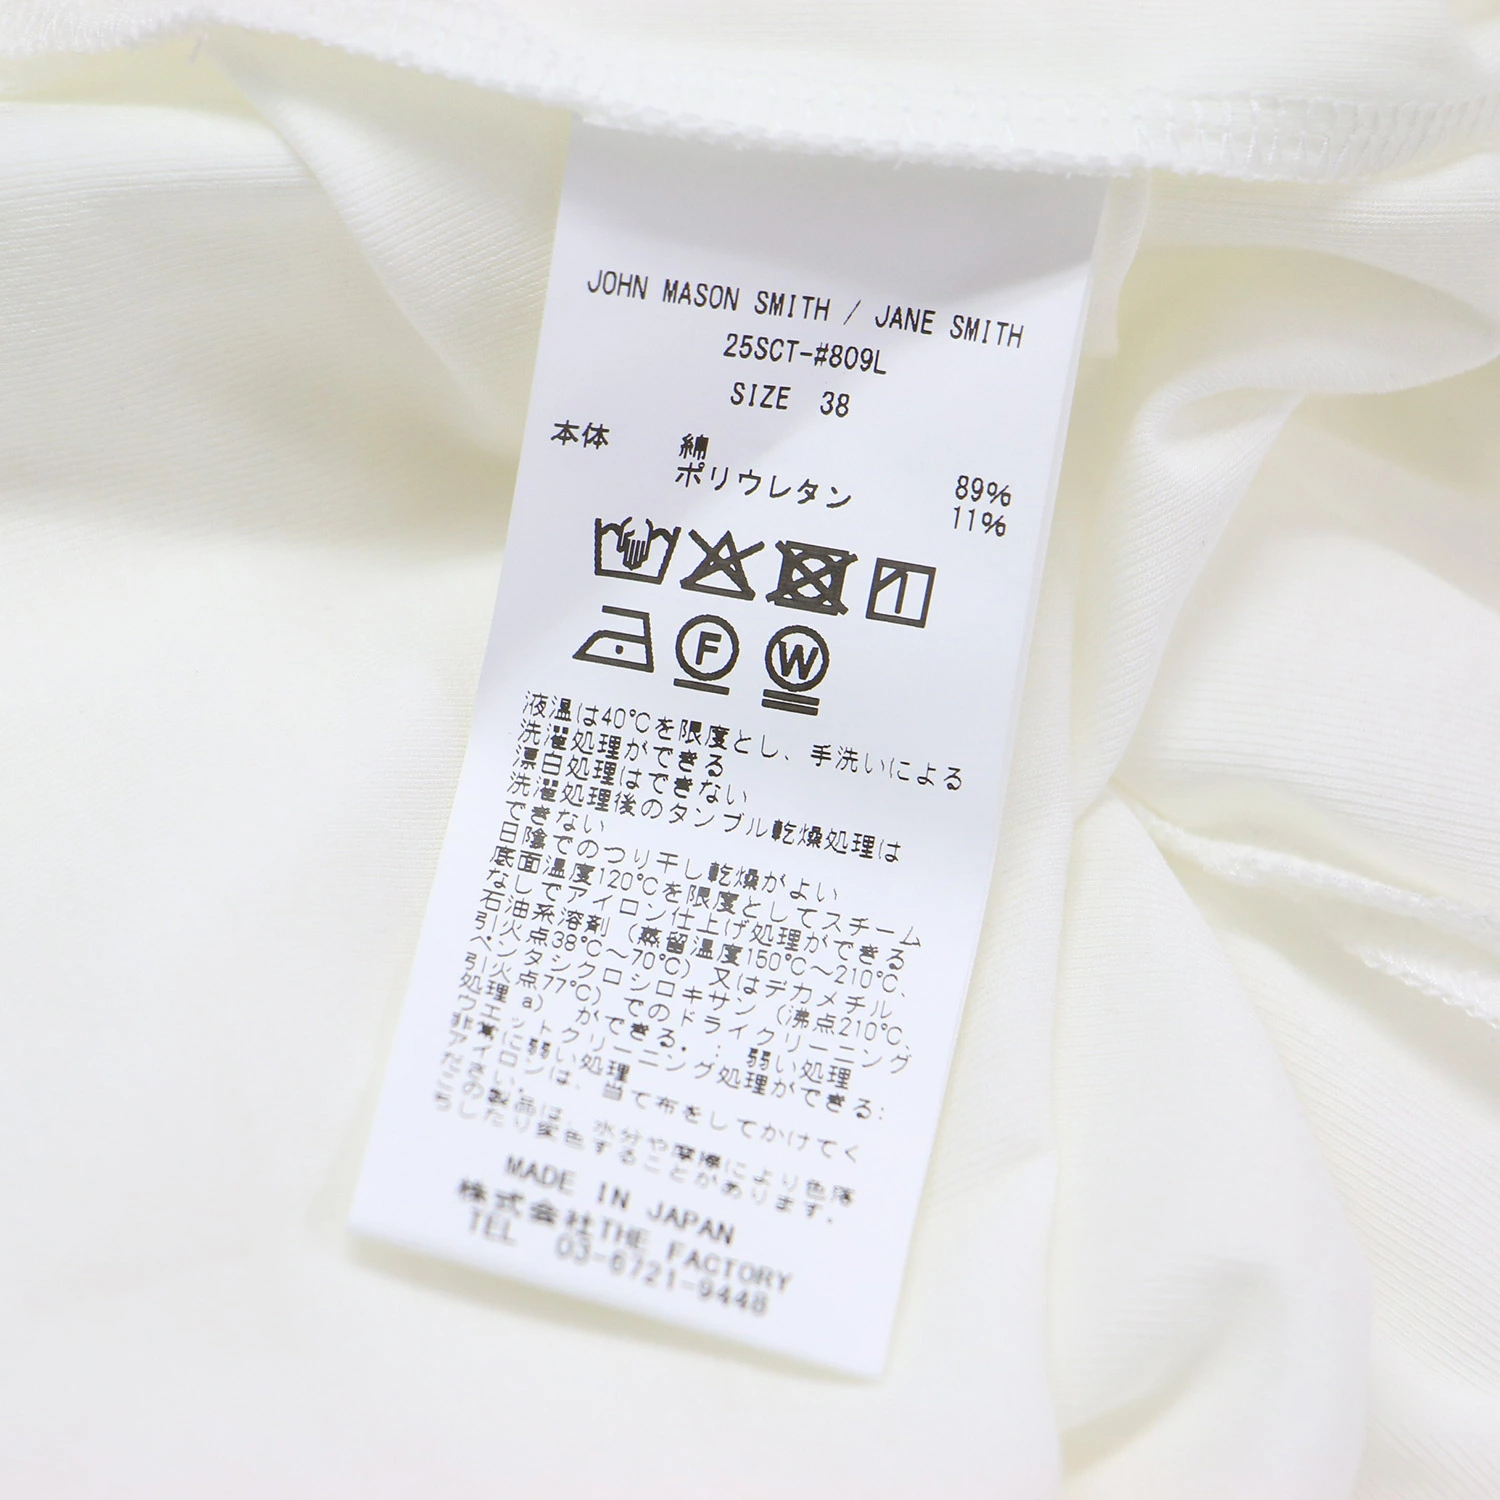 JOHN MASON SMITH / JANE SMITH
25SCT-#809L
SIZE 38
本体 綿 89%
ポリウレタン 11%
F W
液温は40℃を限度とし、手洗いによる
洗濯処理ができる
漂白処理はできない
洗濯処理後のタンブル乾燥処理は
できない
日陰でのつり干し乾燥がよい
底面温度120℃を限度としてスチーム
なしでアイロン仕上げ処理ができる
石油系溶剤(蒸留温度150℃〜210℃、
引火点38℃〜70℃)又はデカメチル
ペンタシクロシロキサン(沸点210℃、
引火点77℃)でのドライクリーニング
処理 a)ができる。:弱い処理
ウエットクリーニング処理ができる:
非常に弱い処理
アイロンは、当て布をしてかけてく
ださい。
この製品は、水分や摩擦により色落
ちしたり変色することがあります。
MADE IN JAPAN
株式会社THE FACTORY
TEL 03-6721-9448